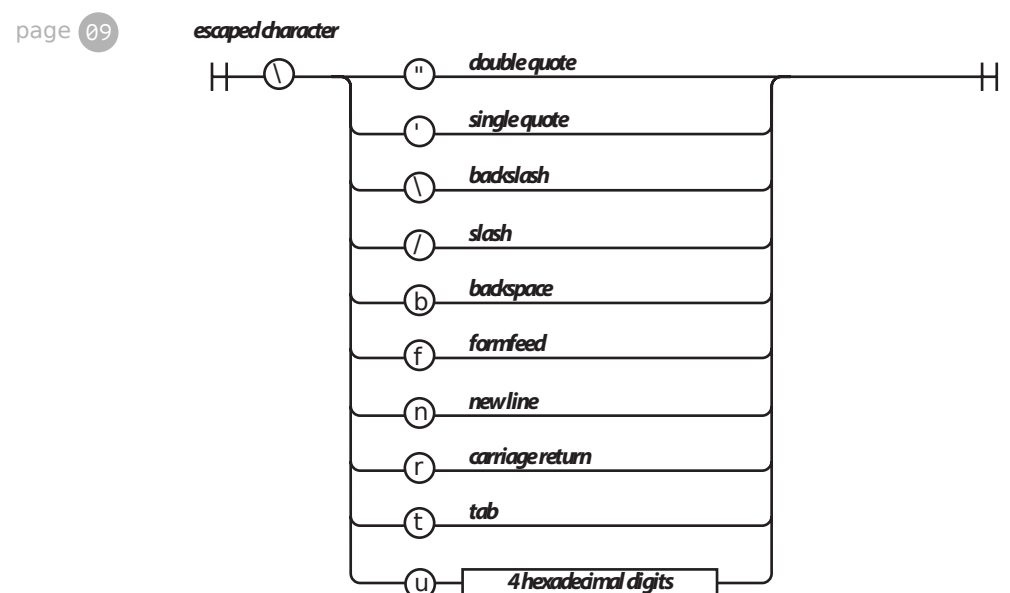 page 09
escaped character
\
" double quote
' single quote
\ backslash
/ slash
b backspace
f formfeed
n new line
r carriage return
t tab
u 4 hexadecimal digits